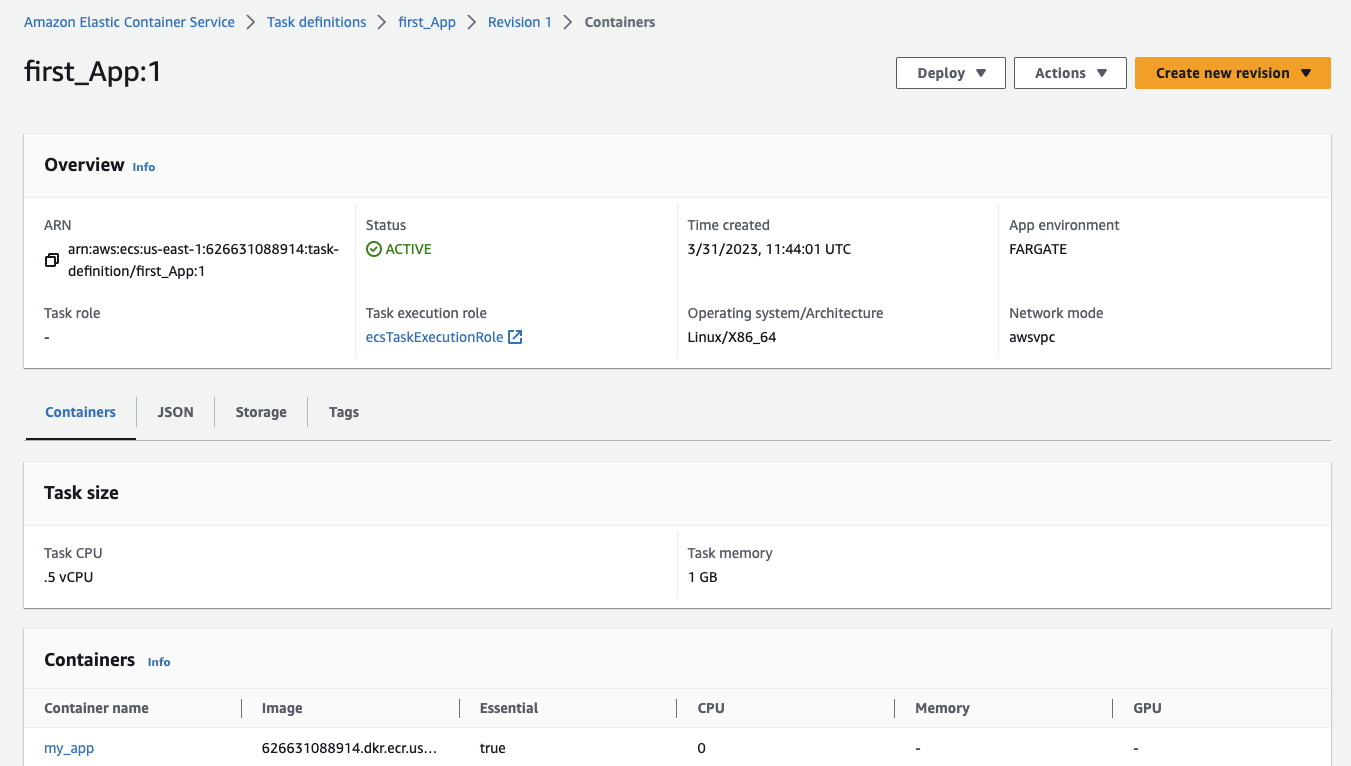 Amazon Elastic Container Service > Task definitions > first_App > Revision 1 > Containers
first_App:1
Deploy ▼ Actions ▼ Create new revision ▼
Overview Info
ARN
arn:aws:ecs:us-east-1:626631088914:task-
definition/first_App:1
Status
ACTIVE
Time created
3/31/2023, 11:44:01 UTC
App environment
FARGATE
Task role
-
Task execution role
ecsTaskExecutionRole
Operating system/Architecture
Linux/X86_64
Network mode
awsvpc
Containers JSON Storage Tags
Task size
Task CPU
.5 vCPU
Task memory
1 GB
Containers Info
Container name Image Essential CPU Memory GPU
my_app 626631088914.dkr.ecr.us... true 0 - -